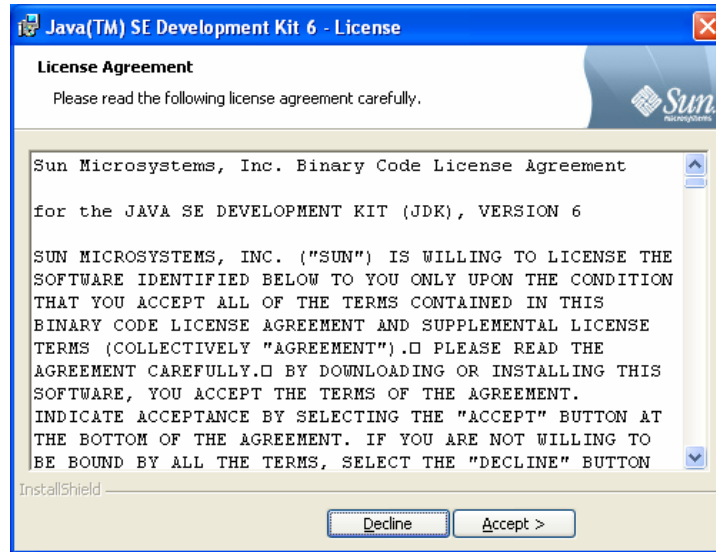 Java(TM) SE Development Kit 6 - License
License Agreement
Please read the following license agreement carefully.
Sun
microsystems
Sun Microsystems, Inc. Binary Code License Agreement
for the JAVA SE DEVELOPMENT KIT (JDK), VERSION 6
SUN MICROSYSTEMS, INC. ("SUN") IS WILLING TO LICENSE THE
SOFTWARE IDENTIFIED BELOW TO YOU ONLY UPON THE CONDITION
THAT YOU ACCEPT ALL OF THE TERMS CONTAINED IN THIS
BINARY CODE LICENSE AGREEMENT AND SUPPLEMENTAL LICENSE
TERMS (COLLECTIVELY "AGREEMENT").□ PLEASE READ THE
AGREEMENT CAREFULLY.□ BY DOWNLOADING OR INSTALLING THIS
SOFTWARE, YOU ACCEPT THE TERMS OF THE AGREEMENT.
INDICATE ACCEPTANCE BY SELECTING THE "ACCEPT" BUTTON AT
THE BOTTOM OF THE AGREEMENT. IF YOU ARE NOT WILLING TO
BE BOUND BY ALL THE TERMS, SELECT THE "DECLINE" BUTTON
InstallShield
Decline
Accept >